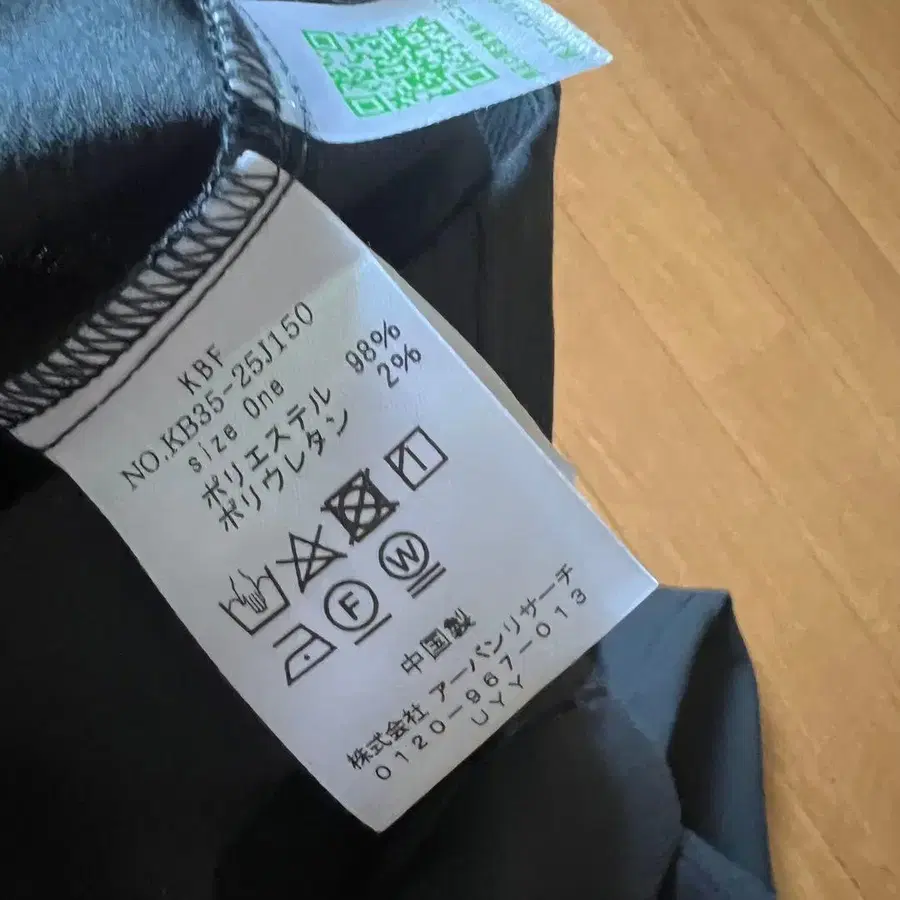 KBF
NO.KB35-25J150
size One
ポリエステル 98%
ポリウレタン 2%
F
W
中国製
株式会社 アーバンリサーチ
0120-967-013
UYY